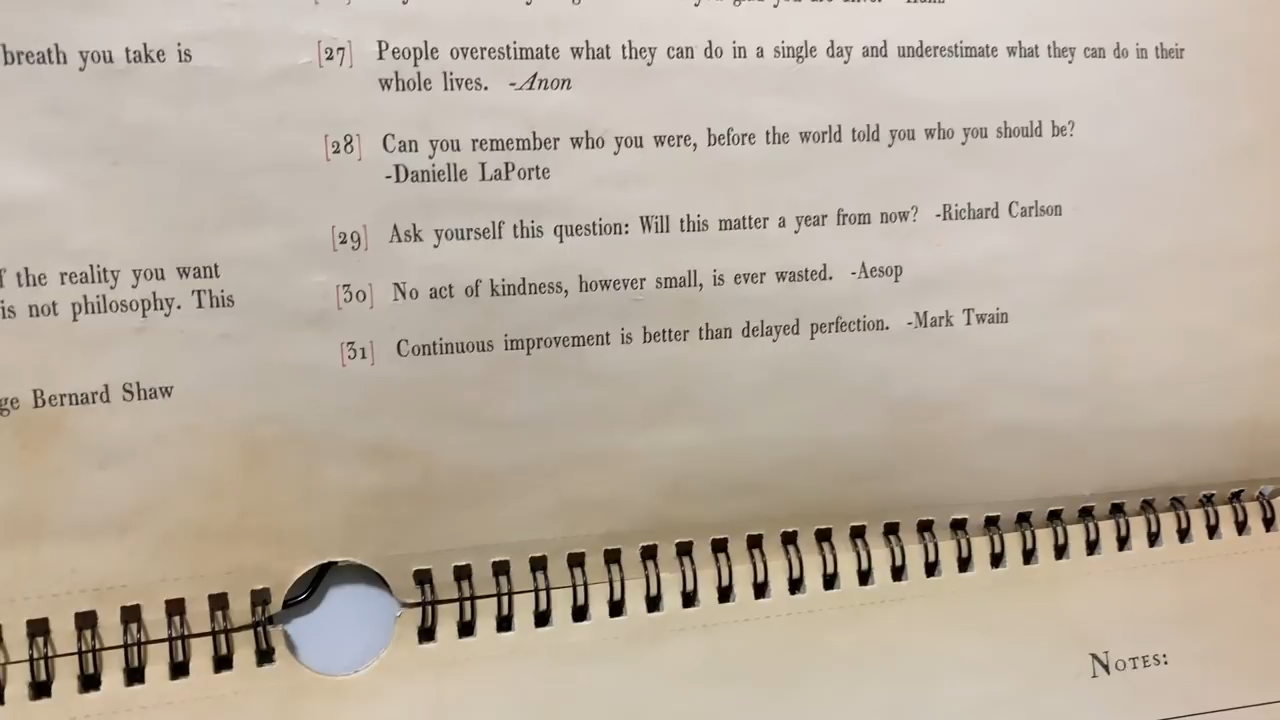 breath you take is
f the reality you want
is not philosophy. This
ge Bernard Shaw
[27] People overestimate what they can do in a single day and underestimate what they can do in their
whole lives. -Anon
[28] Can you remember who you were, before the world told you who you should be?
-Danielle LaPorte
[29] Ask yourself this question: Will this matter a year from now? -Richard Carlson
[30] No act of kindness, however small, is ever wasted. -Aesop
[31] Continuous improvement is better than delayed perfection. -Mark Twain
NOTES: